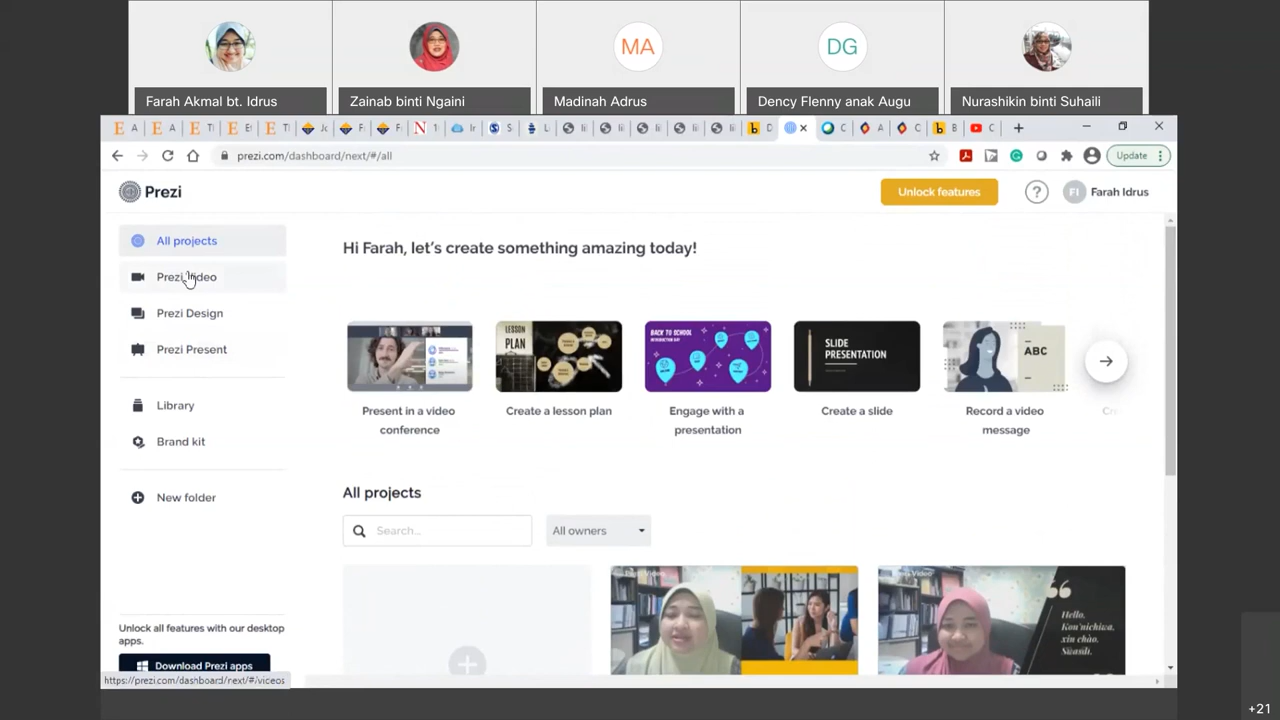 Farah Akmal bt. Idrus
Zainab binti Ngaini
MA
Madinah Adrus
DG
Dency Flenny anak Augu
Nurashikin binti Suhaili
prezi.com/dashboard/next/#/all
Update
Prezi
Unlock features
?
FI
Farah Idrus
All projects
Prezi Video
Prezi Design
Prezi Present
Library
Brand kit
New folder
Unlock all features with our desktop
apps.
Download Prezi apps
https://prezi.com/dashboard/next/#/videos
Hi Farah, let's create something amazing today!
LESSON
PLAN
BACK TO SCHOOL
SLIDE
PRESENTATION
ABC
Present in a video
conference
Create a lesson plan
Engage with a
presentation
Create a slide
Record a video
message
All projects
Search...
All owners
Hello.
Kon'nichiwa.
xin chào.
Swasdi.
+21